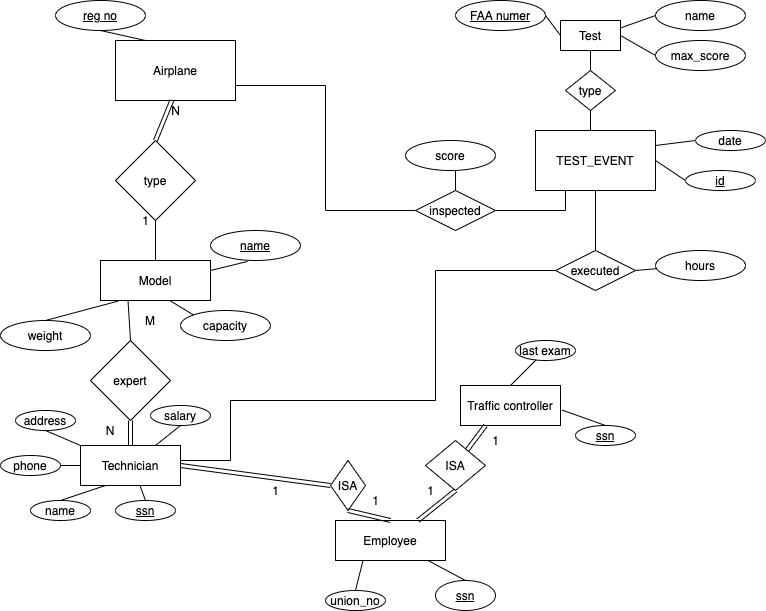 reg no
FAA numer
name
Test
max_score
Airplane
type
N
date
score
TEST_EVENT
type
id
inspected
1
name
hours
executed
Model
M
capacity
weight
last exam
expert
Traffic controller
address
salary
N
ssn
1
phone
Technician
ISA
ISA
1
1
1
name
ssn
Employee
union_no
ssn